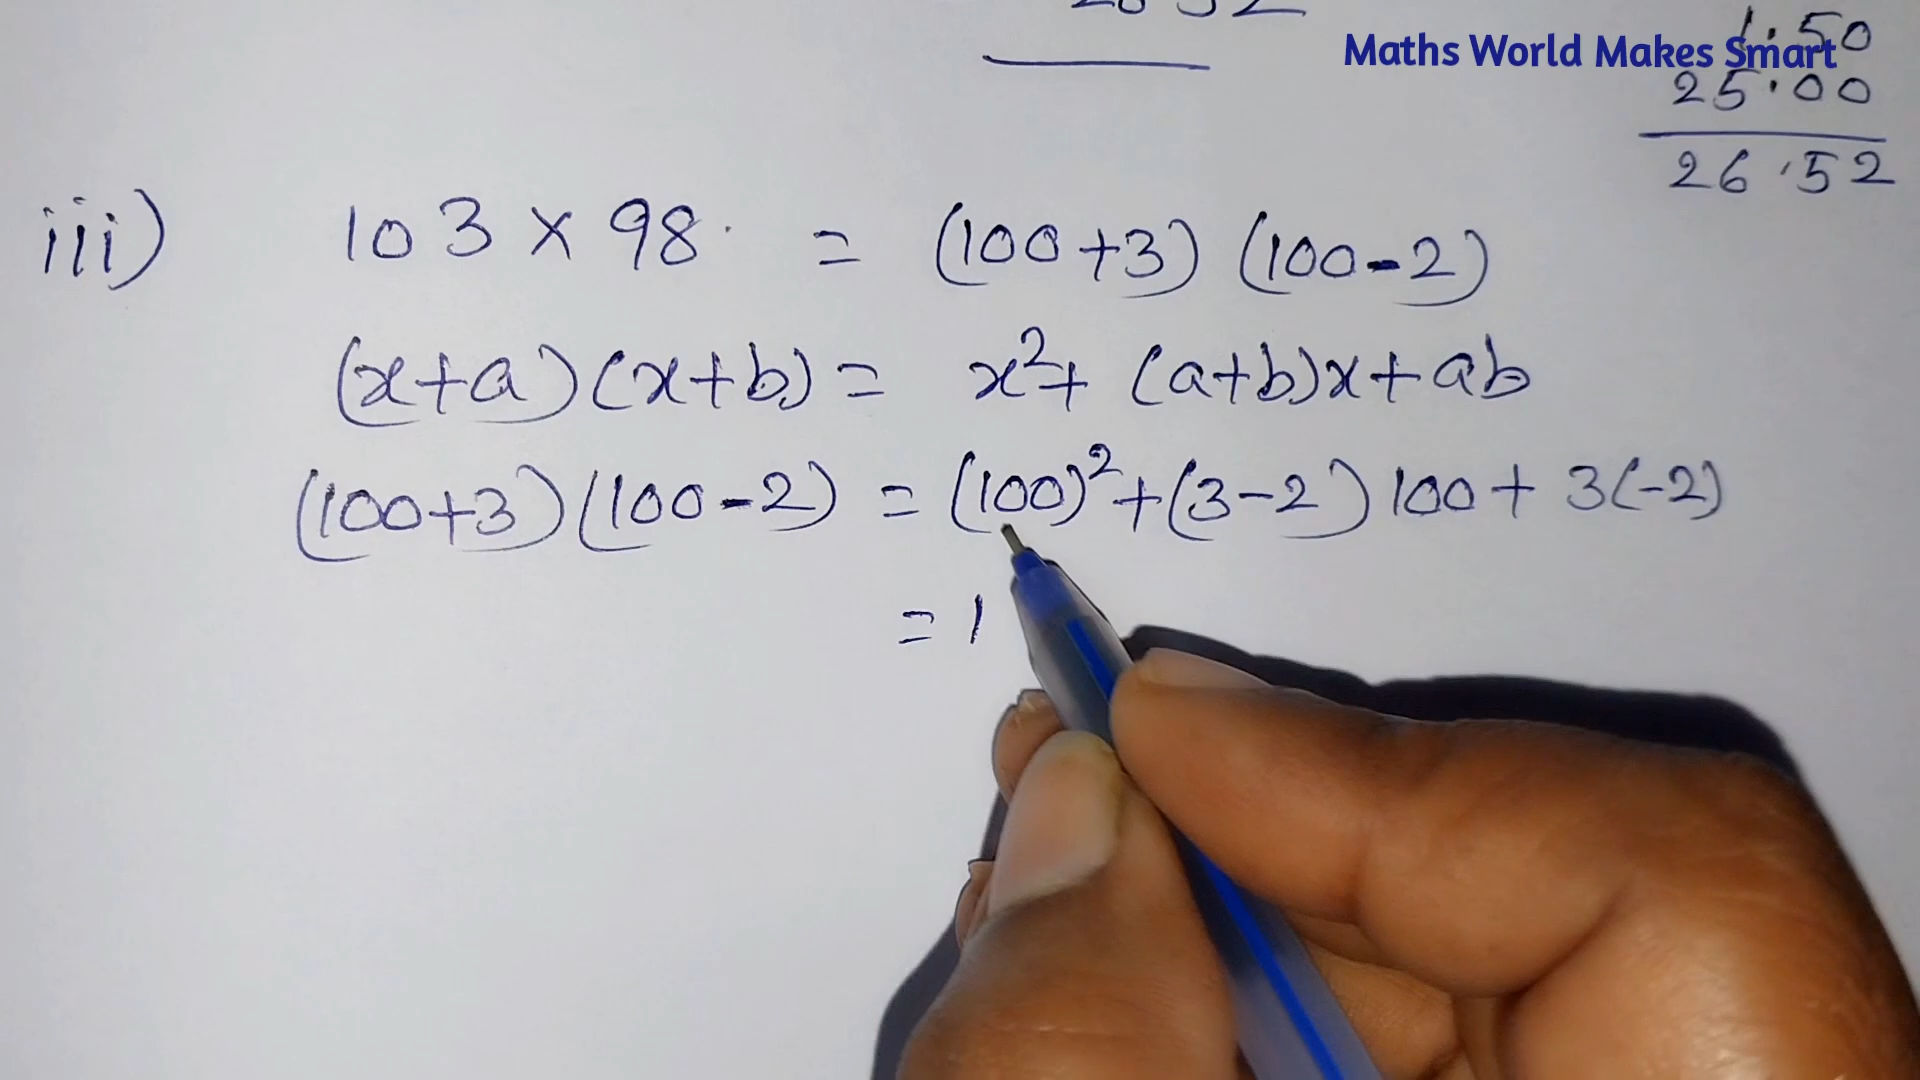 Maths World Makes Smart
1.50
25.00
26.52
iii) 103 × 98. = (100+3) (100-2)
(x+a)(x+b) = x²+ (a+b)x+ab
(100+3)(100-2) = (100)²+(3-2)100+ 3(-2)
= 1